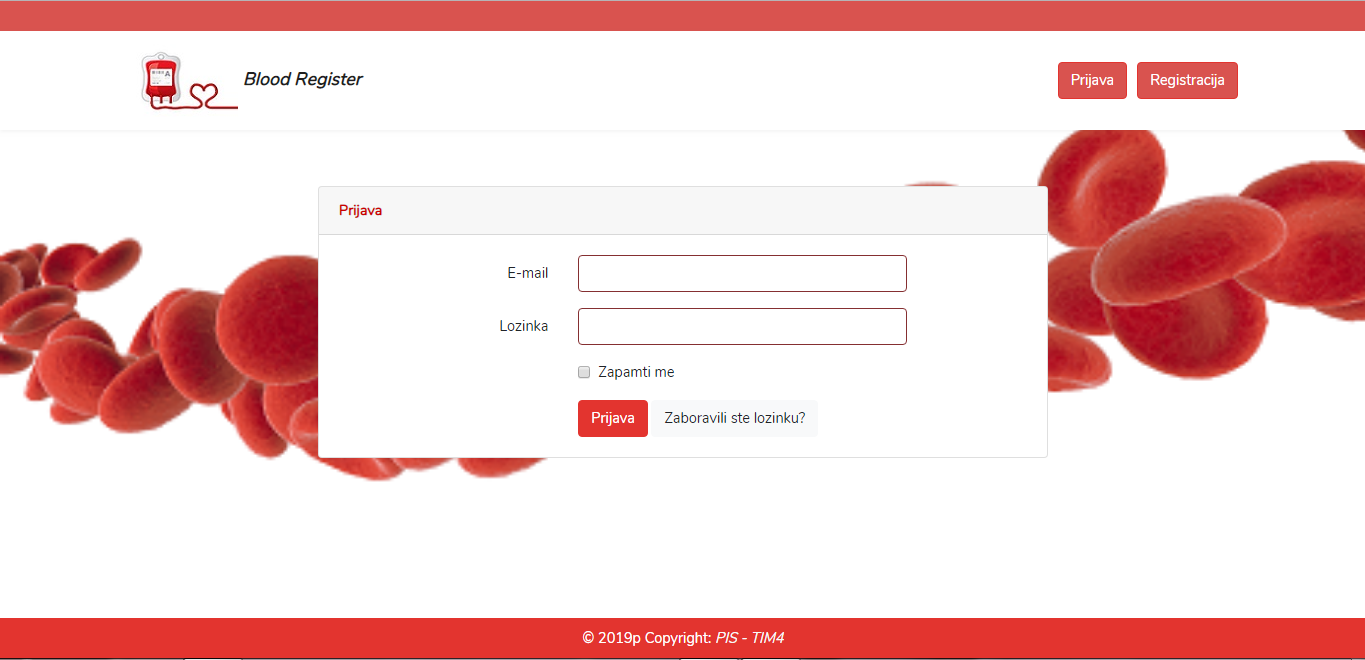 Blood Register
Prijava
Registracija
Prijava
E-mail
Lozinka
Zapamti me
Prijava
Zaboravili ste lozinku?
© 2019p Copyright: PIS - TIM4